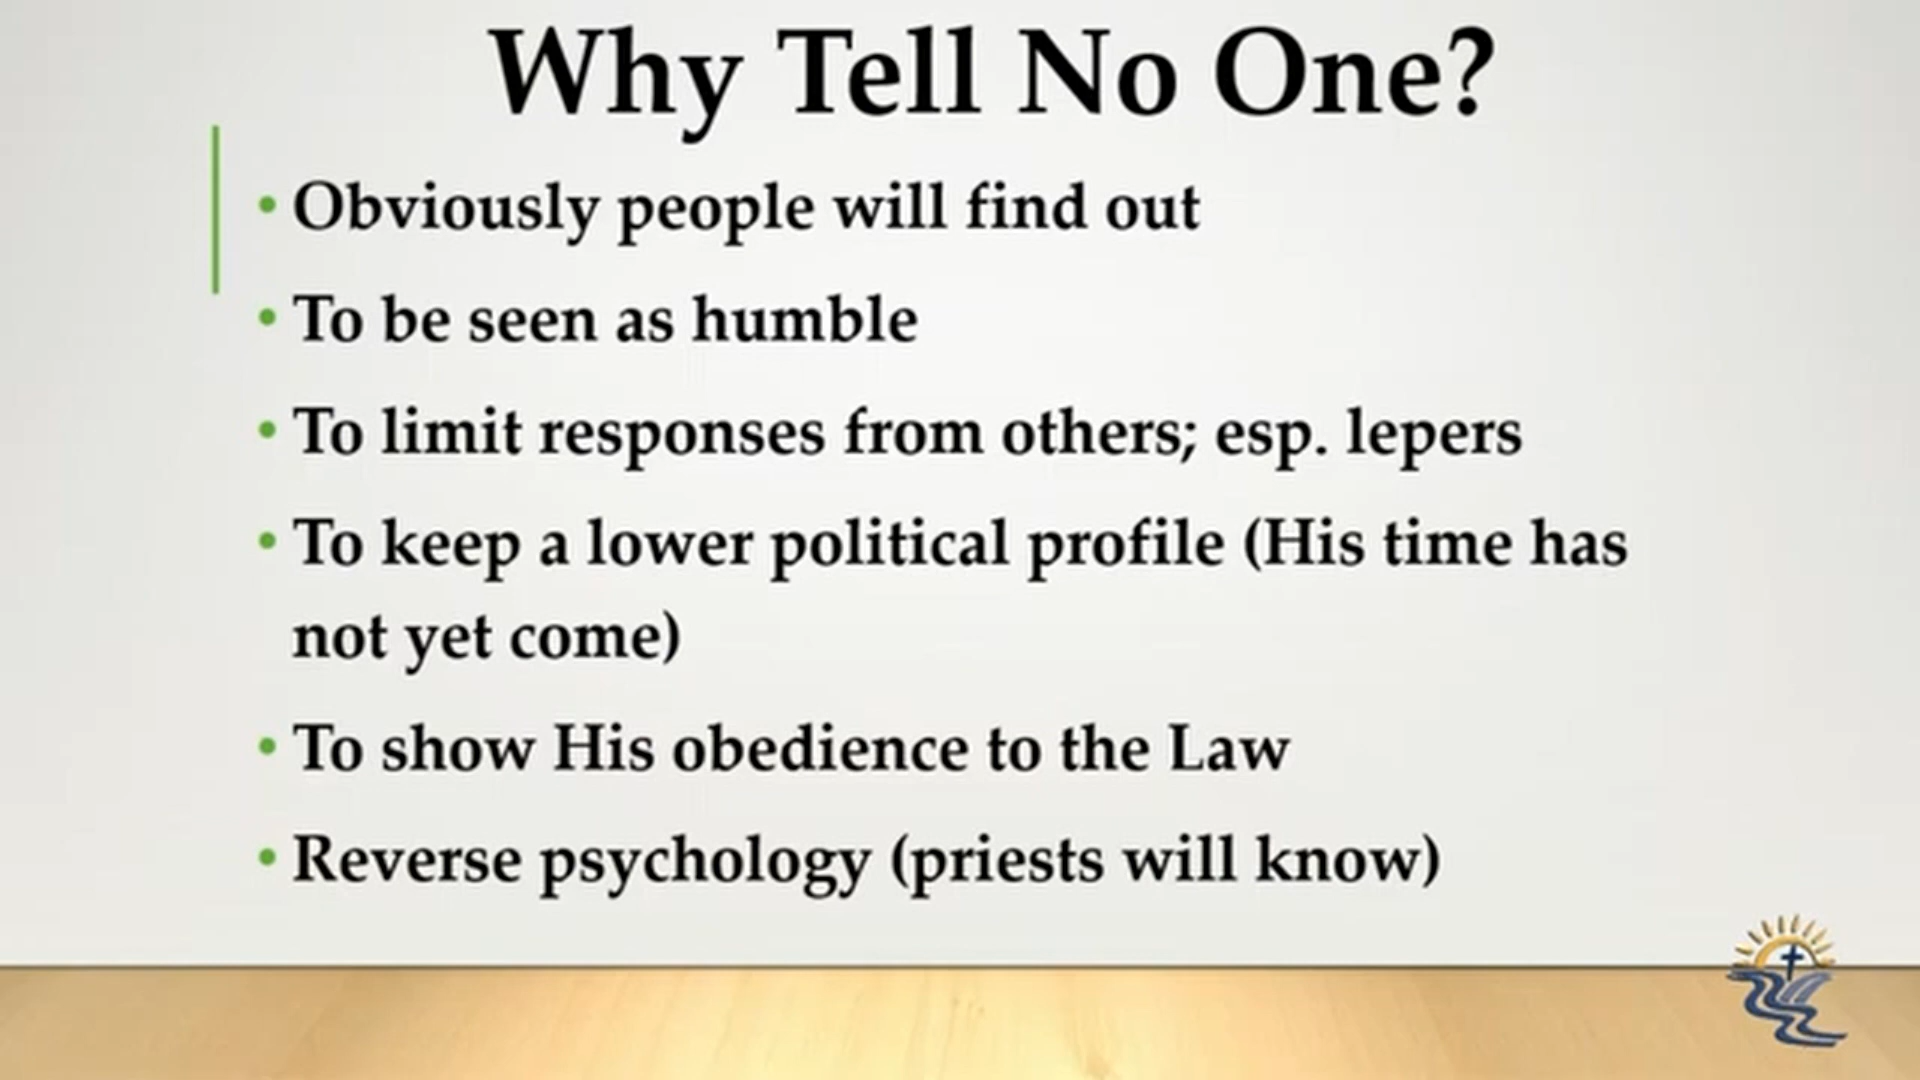 Why Tell No One?
• Obviously people will find out
• To be seen as humble
• To limit responses from others; esp. lepers
• To keep a lower political profile (His time has
not yet come)
• To show His obedience to the Law
• Reverse psychology (priests will know)